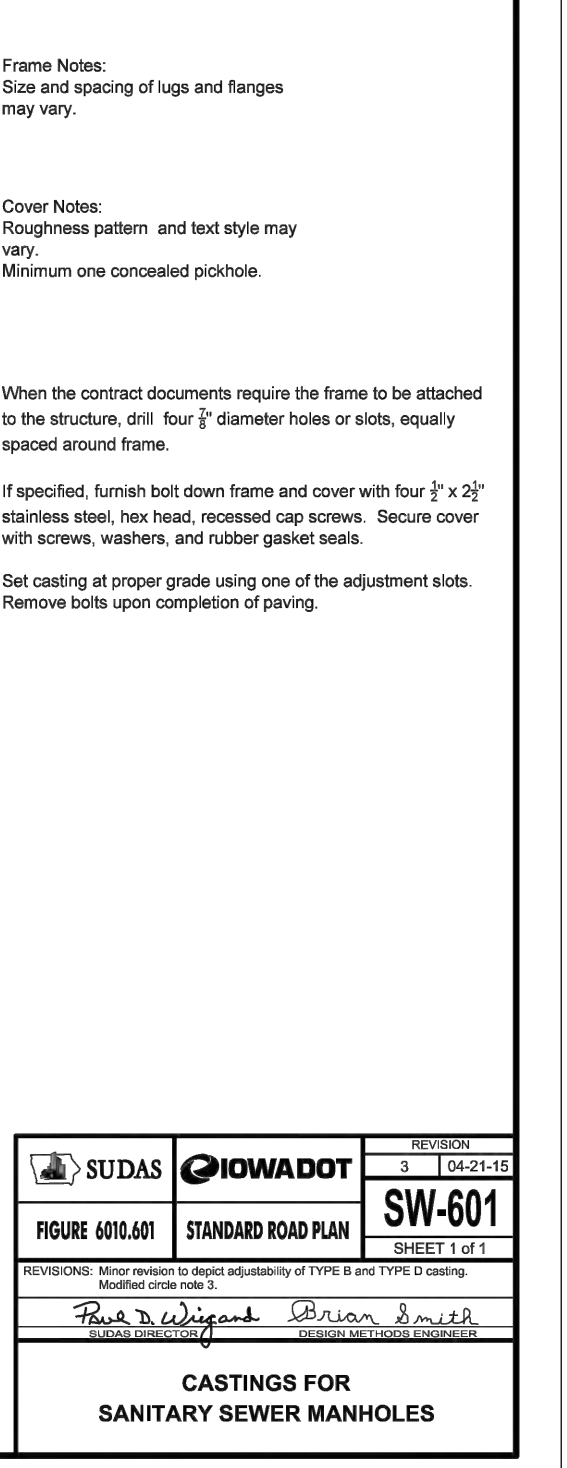 Frame Notes:
Size and spacing of lugs and flanges
may vary.
Cover Notes:
Roughness pattern and text style may
vary.
Minimum one concealed pickhole.
When the contract documents require the frame to be attached
to the structure, drill four 7/8" diameter holes or slots, equally
spaced around frame.
If specified, furnish bolt down frame and cover with four 1/2" x 2 1/2"
stainless steel, hex head, recessed cap screws. Secure cover
with screws, washers, and rubber gasket seals.
Set casting at proper grade using one of the adjustment slots.
Remove bolts upon completion of paving.
SUDAS
IOWADOT
REVISION
3 04-21-15
FIGURE 6010.601
STANDARD ROAD PLAN
SW-601
SHEET 1 of 1
REVISIONS: Minor revision to depict adjustability of TYPE B and TYPE D casting.
Modified circle note 3.
Paul D. Wiegand Brian Smith
SUDAS DIRECTOR DESIGN METHODS ENGINEER
CASTINGS FOR
SANITARY SEWER MANHOLES